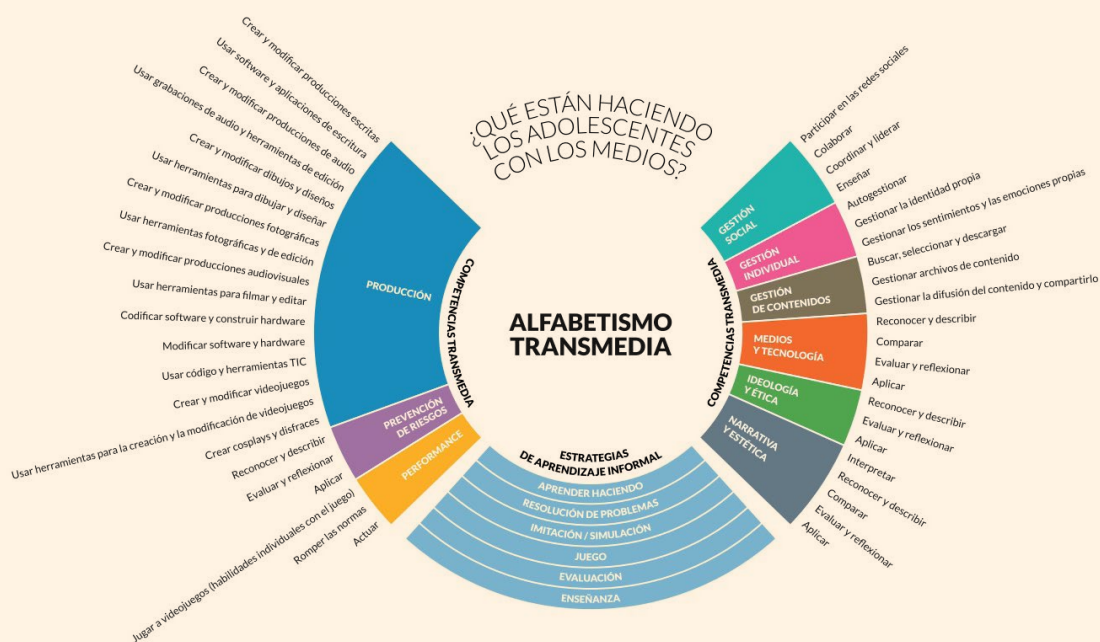 ¿QUÉ ESTÁN HACIENDO
LOS ADOLESCENTES
CON LOS MEDIOS?
ALFABETISMO
TRANSMEDIA
COMPETENCIAS TRANSMEDIA
PRODUCCIÓN
Crear y modificar producciones escritas
Usar software y aplicaciones de escritura
Crear y modificar producciones de audio
Usar grabaciones de audio y herramientas de edición
Crear y modificar dibujos y diseños
Usar herramientas para dibujar y diseñar
Crear y modificar producciones fotográficas
Usar herramientas fotográficas y de edición
Crear y modificar producciones audiovisuales
Usar herramientas para filmar y editar
Codificar software y construir hardware
Modificar software y hardware
Usar código y herramientas TIC
Crear y modificar videojuegos
Usar herramientas para la creación y la modificación de videojuegos
Crear cosplays y disfraces
PREVENCIÓN
DE RIESGOS
Reconocer y describir
Evaluar y reflexionar
Aplicar
PERFORMANCE
Jugar a videojuegos (habilidades individuales con el juego)
Romper las normas
Actuar
COMPETENCIAS TRANSMEDIA
GESTIÓN
SOCIAL
Participar en las redes sociales
Colaborar
Coordinar y liderar
Enseñar
GESTIÓN
INDIVIDUAL
Autogestionar
Gestionar la identidad propia
Gestionar los sentimientos y las emociones propias
GESTIÓN
DE CONTENIDOS
Buscar, seleccionar y descargar
Gestionar archivos de contenido
Gestionar la difusión del contenido y compartirlo
MEDIOS
Y TECNOLOGÍA
Reconocer y describir
Comparar
Evaluar y reflexionar
Aplicar
IDEOLOGÍA
Y ÉTICA
Reconocer y describir
Evaluar y reflexionar
Aplicar
NARRATIVA
Y ESTÉTICA
Interpretar
Reconocer y describir
Comparar
Evaluar y reflexionar
Aplicar
ESTRATEGIAS
DE APRENDIZAJE INFORMAL
APRENDER HACIENDO
RESOLUCIÓN DE PROBLEMAS
IMITACIÓN / SIMULACIÓN
JUEGO
EVALUACIÓN
ENSEÑANZA